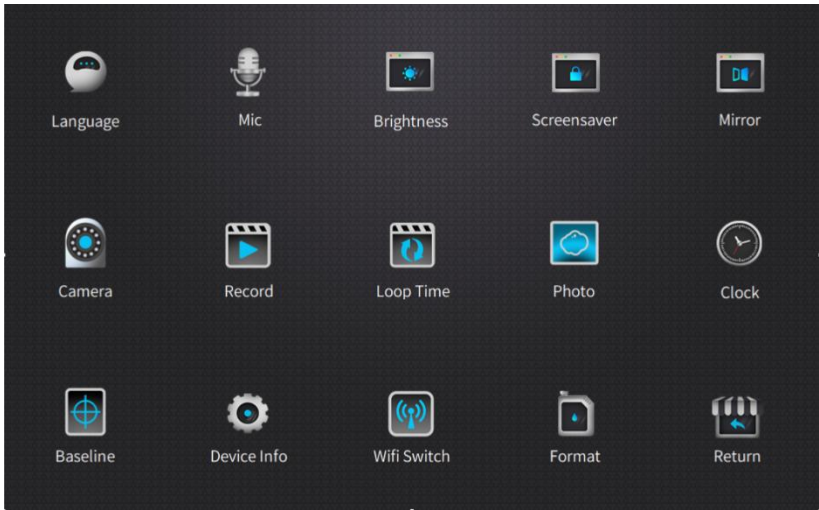 Language
Mic
Brightness
Screensaver
Mirror
Camera
Record
Loop Time
Photo
Clock
Baseline
Device Info
Wifi Switch
Format
Return